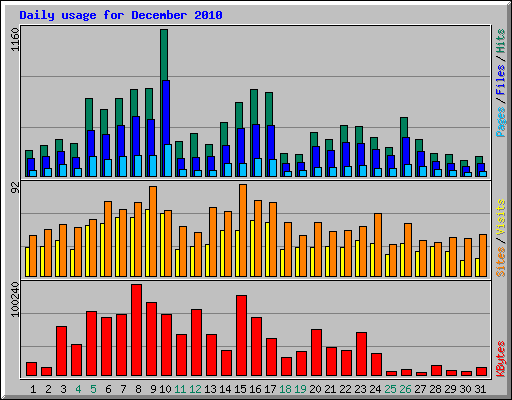 Daily usage for December 2010
1160
Pages / Files / Hits
92
Sites / Visits
100240
KBytes
1 2 3 4 5 6 7 8 9 10 11 12 13 14 15 16 17 18 19 20 21 22 23 24 25 26 27 28 29 30 31